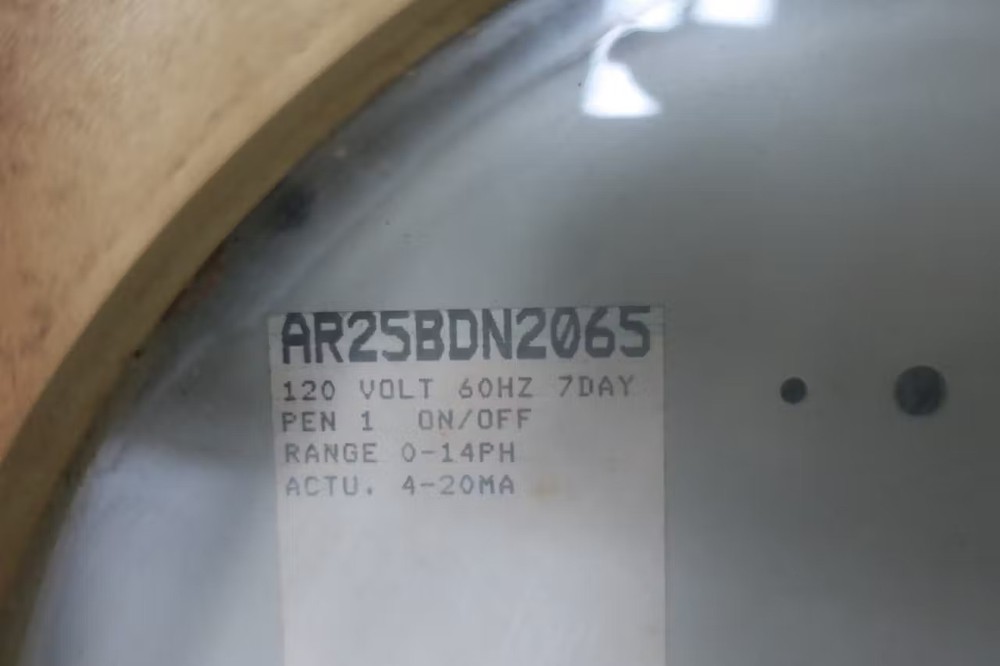 AR25BDN2065
120 VOLT 60HZ 7DAY
PEN 1 ON/OFF
RANGE 0-14PH
ACTU. 4-20MA